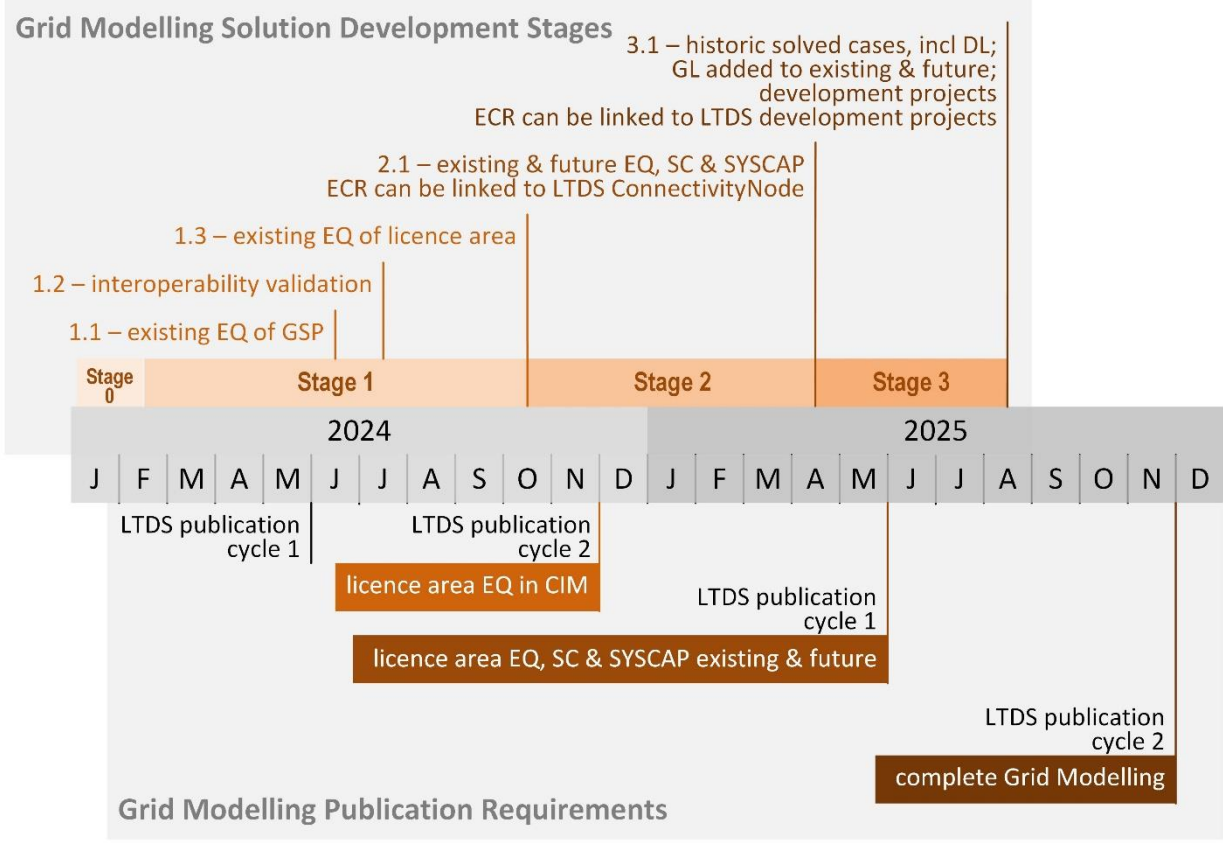 Grid Modelling Solution Development Stages
3.1 – historic solved cases, incl DL;
GL added to existing & future;
development projects
ECR can be linked to LTDS development projects
2.1 – existing & future EQ, SC & SYSCAP
ECR can be linked to LTDS ConnectivityNode
1.3 – existing EQ of licence area
1.2 – interoperability validation
1.1 – existing EQ of GSP
Stage
0
Stage 1
Stage 2
Stage 3
2024
2025
J F M A M J J A S O N D J F M A M J J A S O N D
LTDS publication
cycle 1
LTDS publication
cycle 2
licence area EQ in CIM
LTDS publication
cycle 1
licence area EQ, SC & SYSCAP existing & future
LTDS publication
cycle 2
complete Grid Modelling
Grid Modelling Publication Requirements